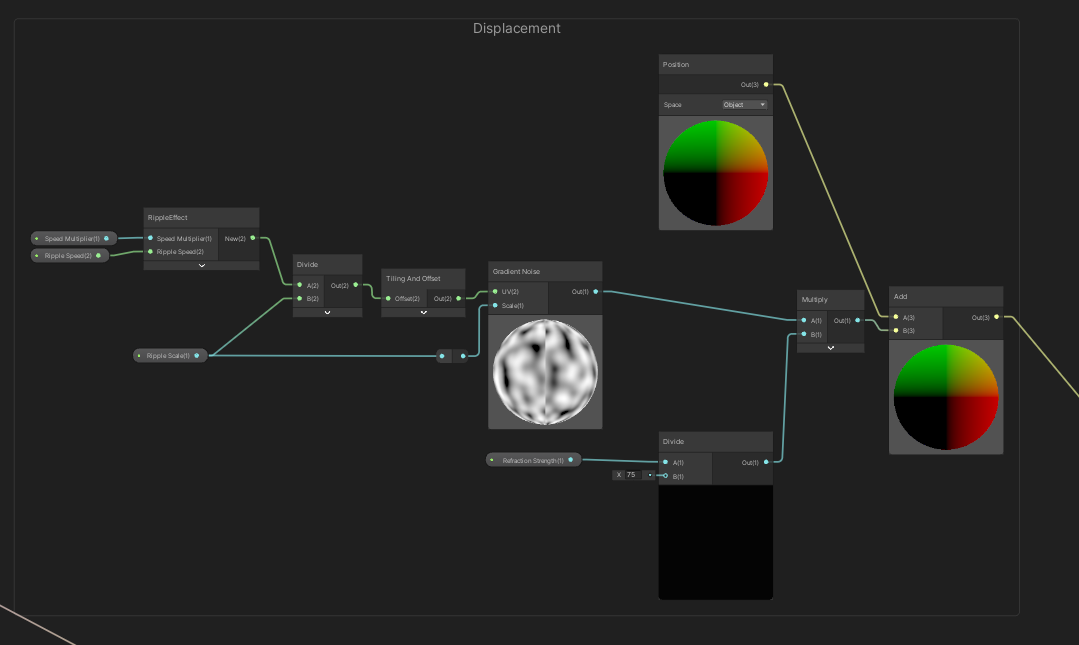 Displacement
Position
Out(3)
Space Object
RippleEffect
Speed Multiplier(1)
Speed Multiplier(1) New(2)
Ripple Speed(2)
Ripple Speed(2)
Divide
A(2) Out(2)
B(2)
Tiling And Offset
Offset(2) Out(2)
Gradient Noise
UV(2) Out(1)
Scale(1)
Ripple Scale(1)
Multiply
A(1) Out(1)
B(1)
Add
A(3) Out(3)
B(3)
Divide
Refraction Strength(1)
A(1) Out(1)
X 75
B(1)